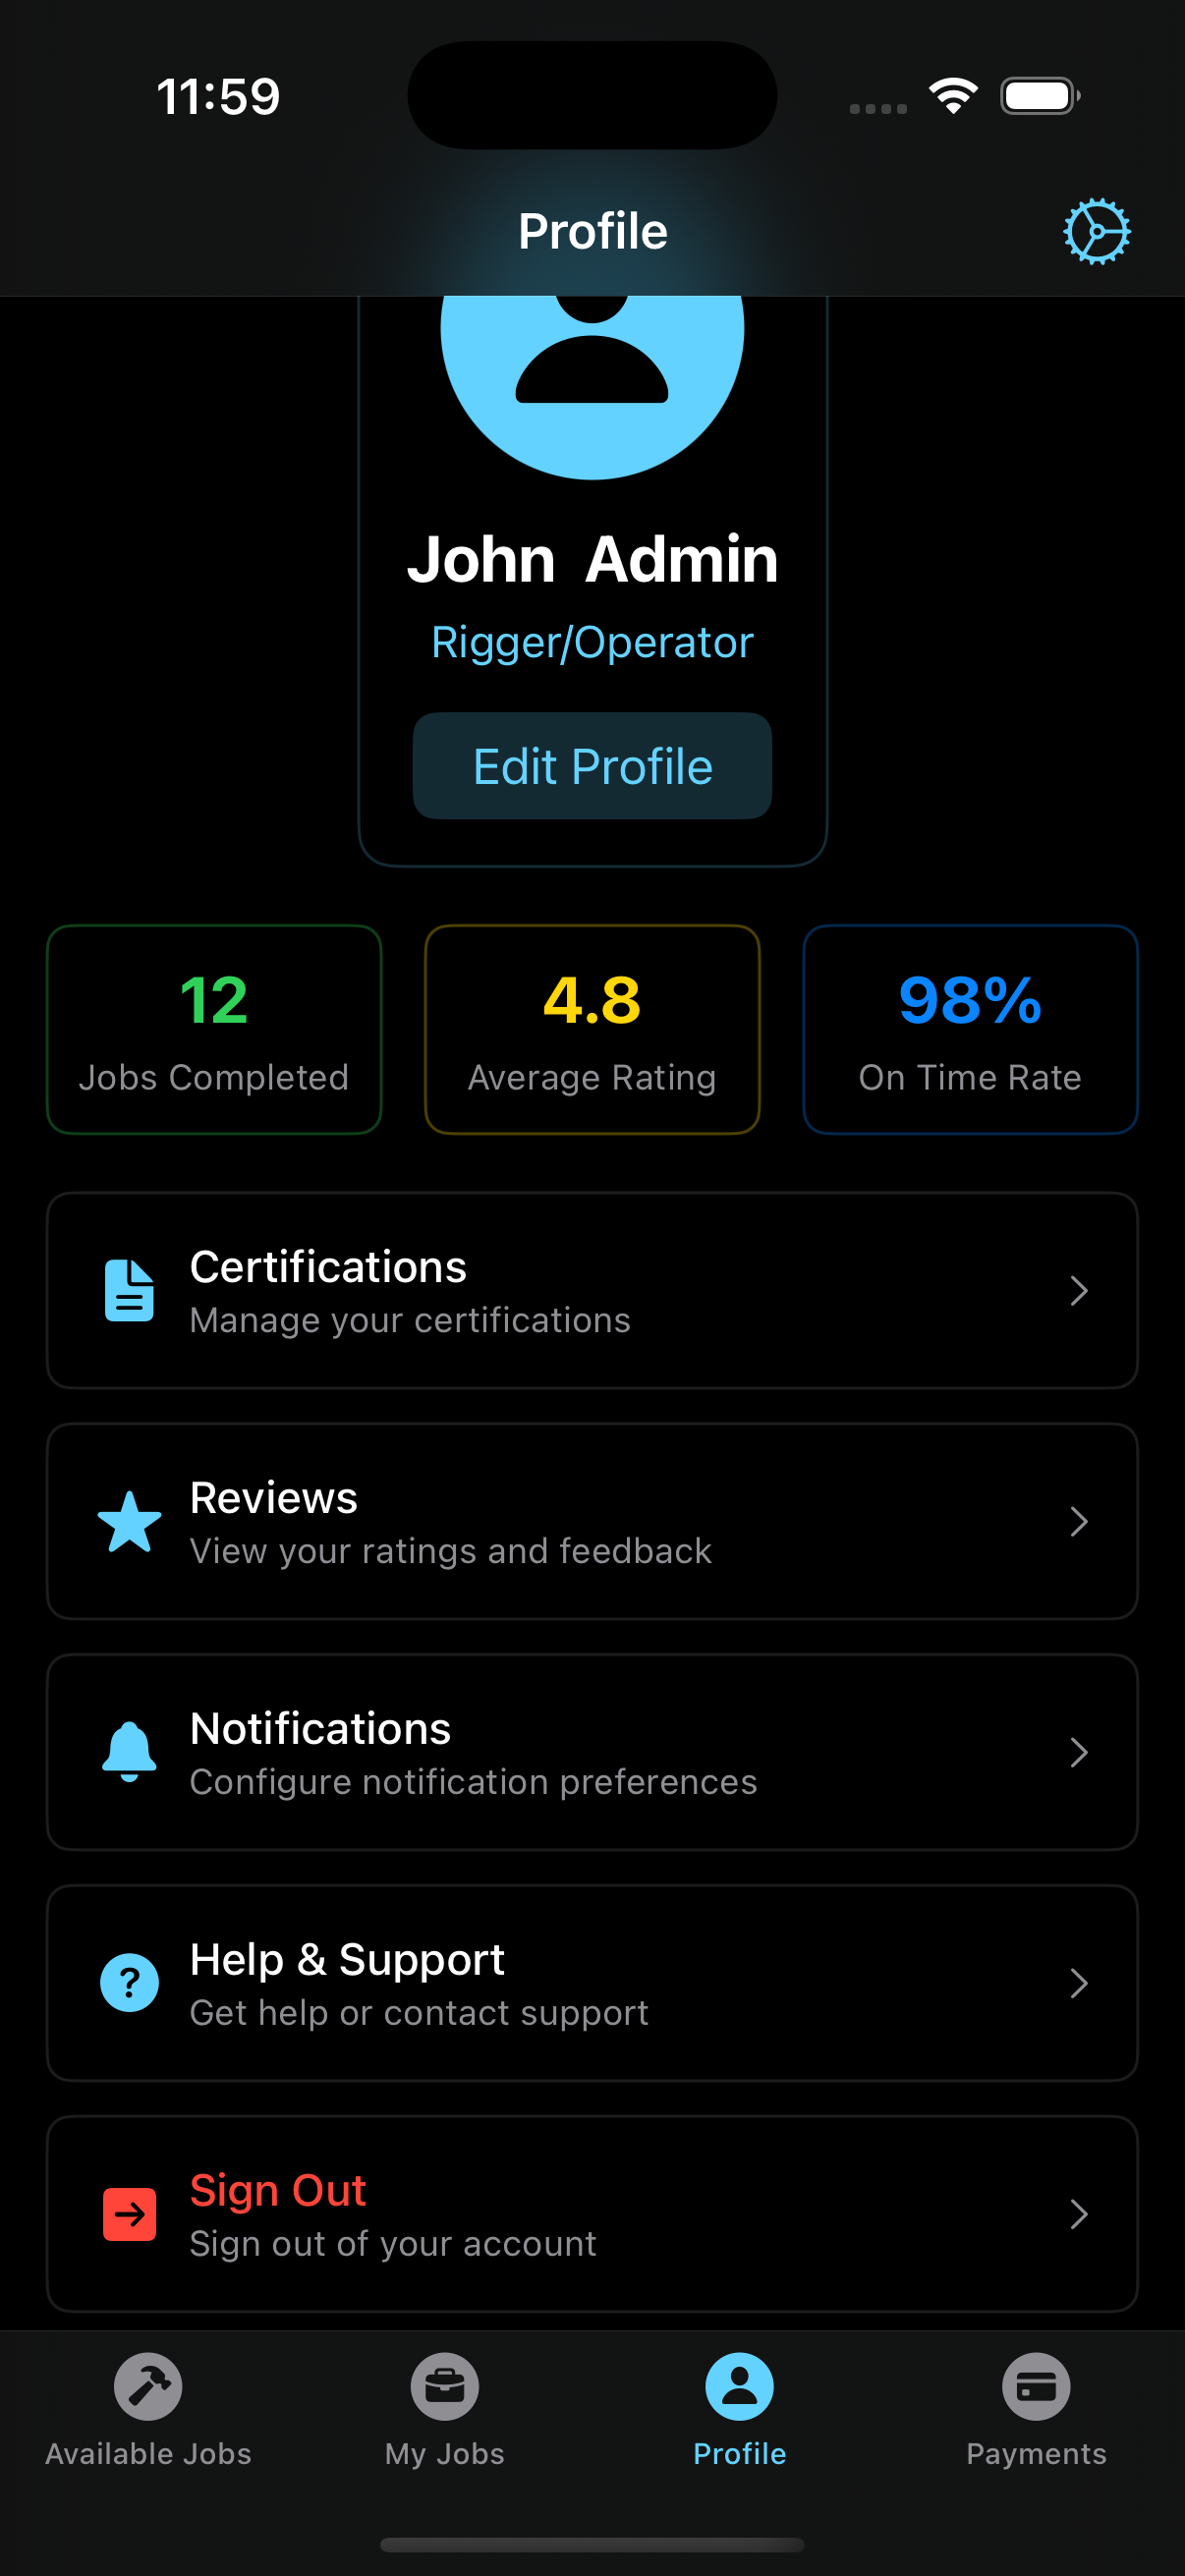 11:59
Profile
John  Admin
Rigger/Operator
Edit Profile
12
Jobs Completed
4.8
Average Rating
98%
On Time Rate
Certifications
Manage your certifications
Reviews
View your ratings and feedback
Notifications
Configure notification preferences
?
Help & Support
Get help or contact support
Sign Out
Sign out of your account
Available Jobs
My Jobs
Profile
Payments